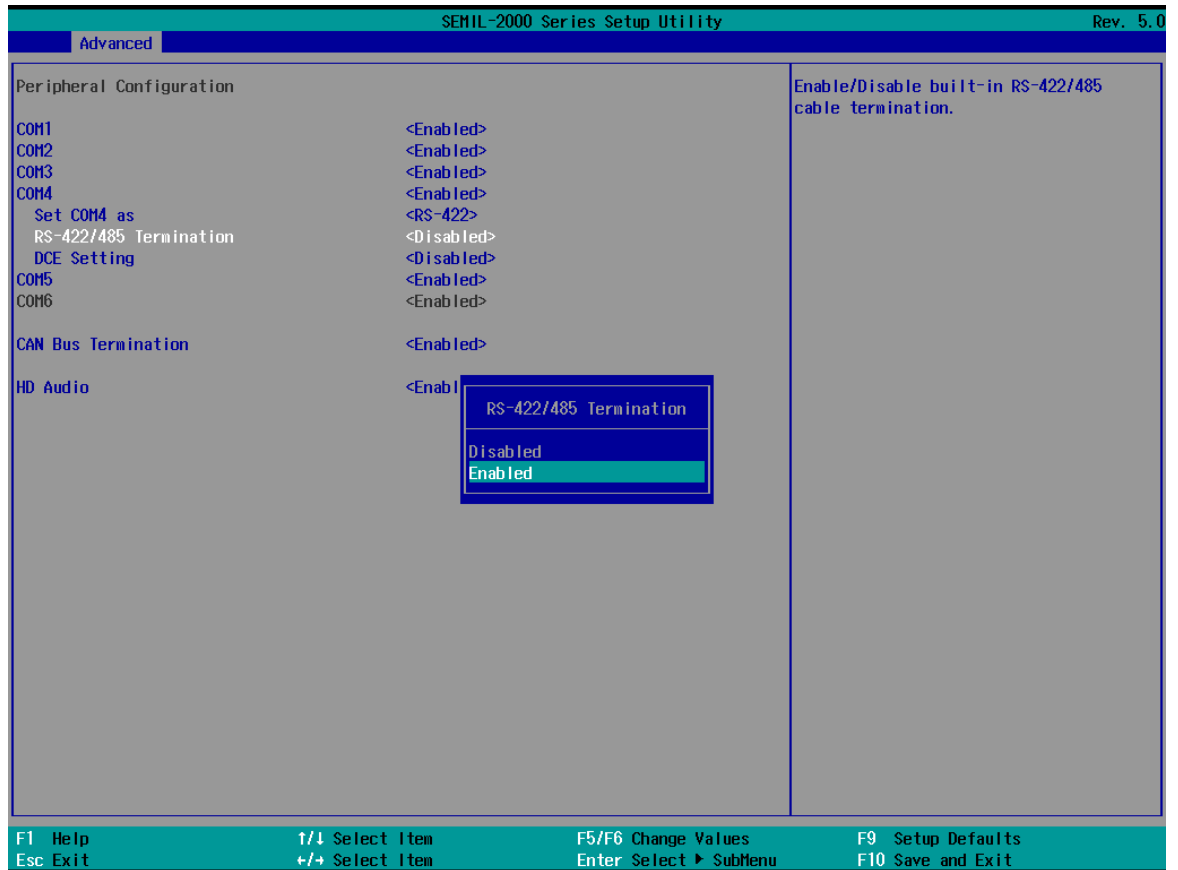 SEMIL-2000 Series Setup Utility Rev. 5.0
Advanced
Peripheral Configuration
COM1 <Enabled>
COM2 <Enabled>
COM3 <Enabled>
COM4 <Enabled>
Set COM4 as <RS-422>
RS-422/485 Termination <Disabled>
DCE Setting <Disabled>
COM5 <Enabled>
COM6 <Enabled>
CAN Bus Termination <Enabled>
HD Audio <Enabl
RS-422/485 Termination
Disabled
Enabled
Enable/Disable built-in RS-422/485
cable termination.
F1 Help ↑/↓ Select Item F5/F6 Change Values F9 Setup Defaults
Esc Exit ←/→ Select Item Enter Select ▶ SubMenu F10 Save and Exit